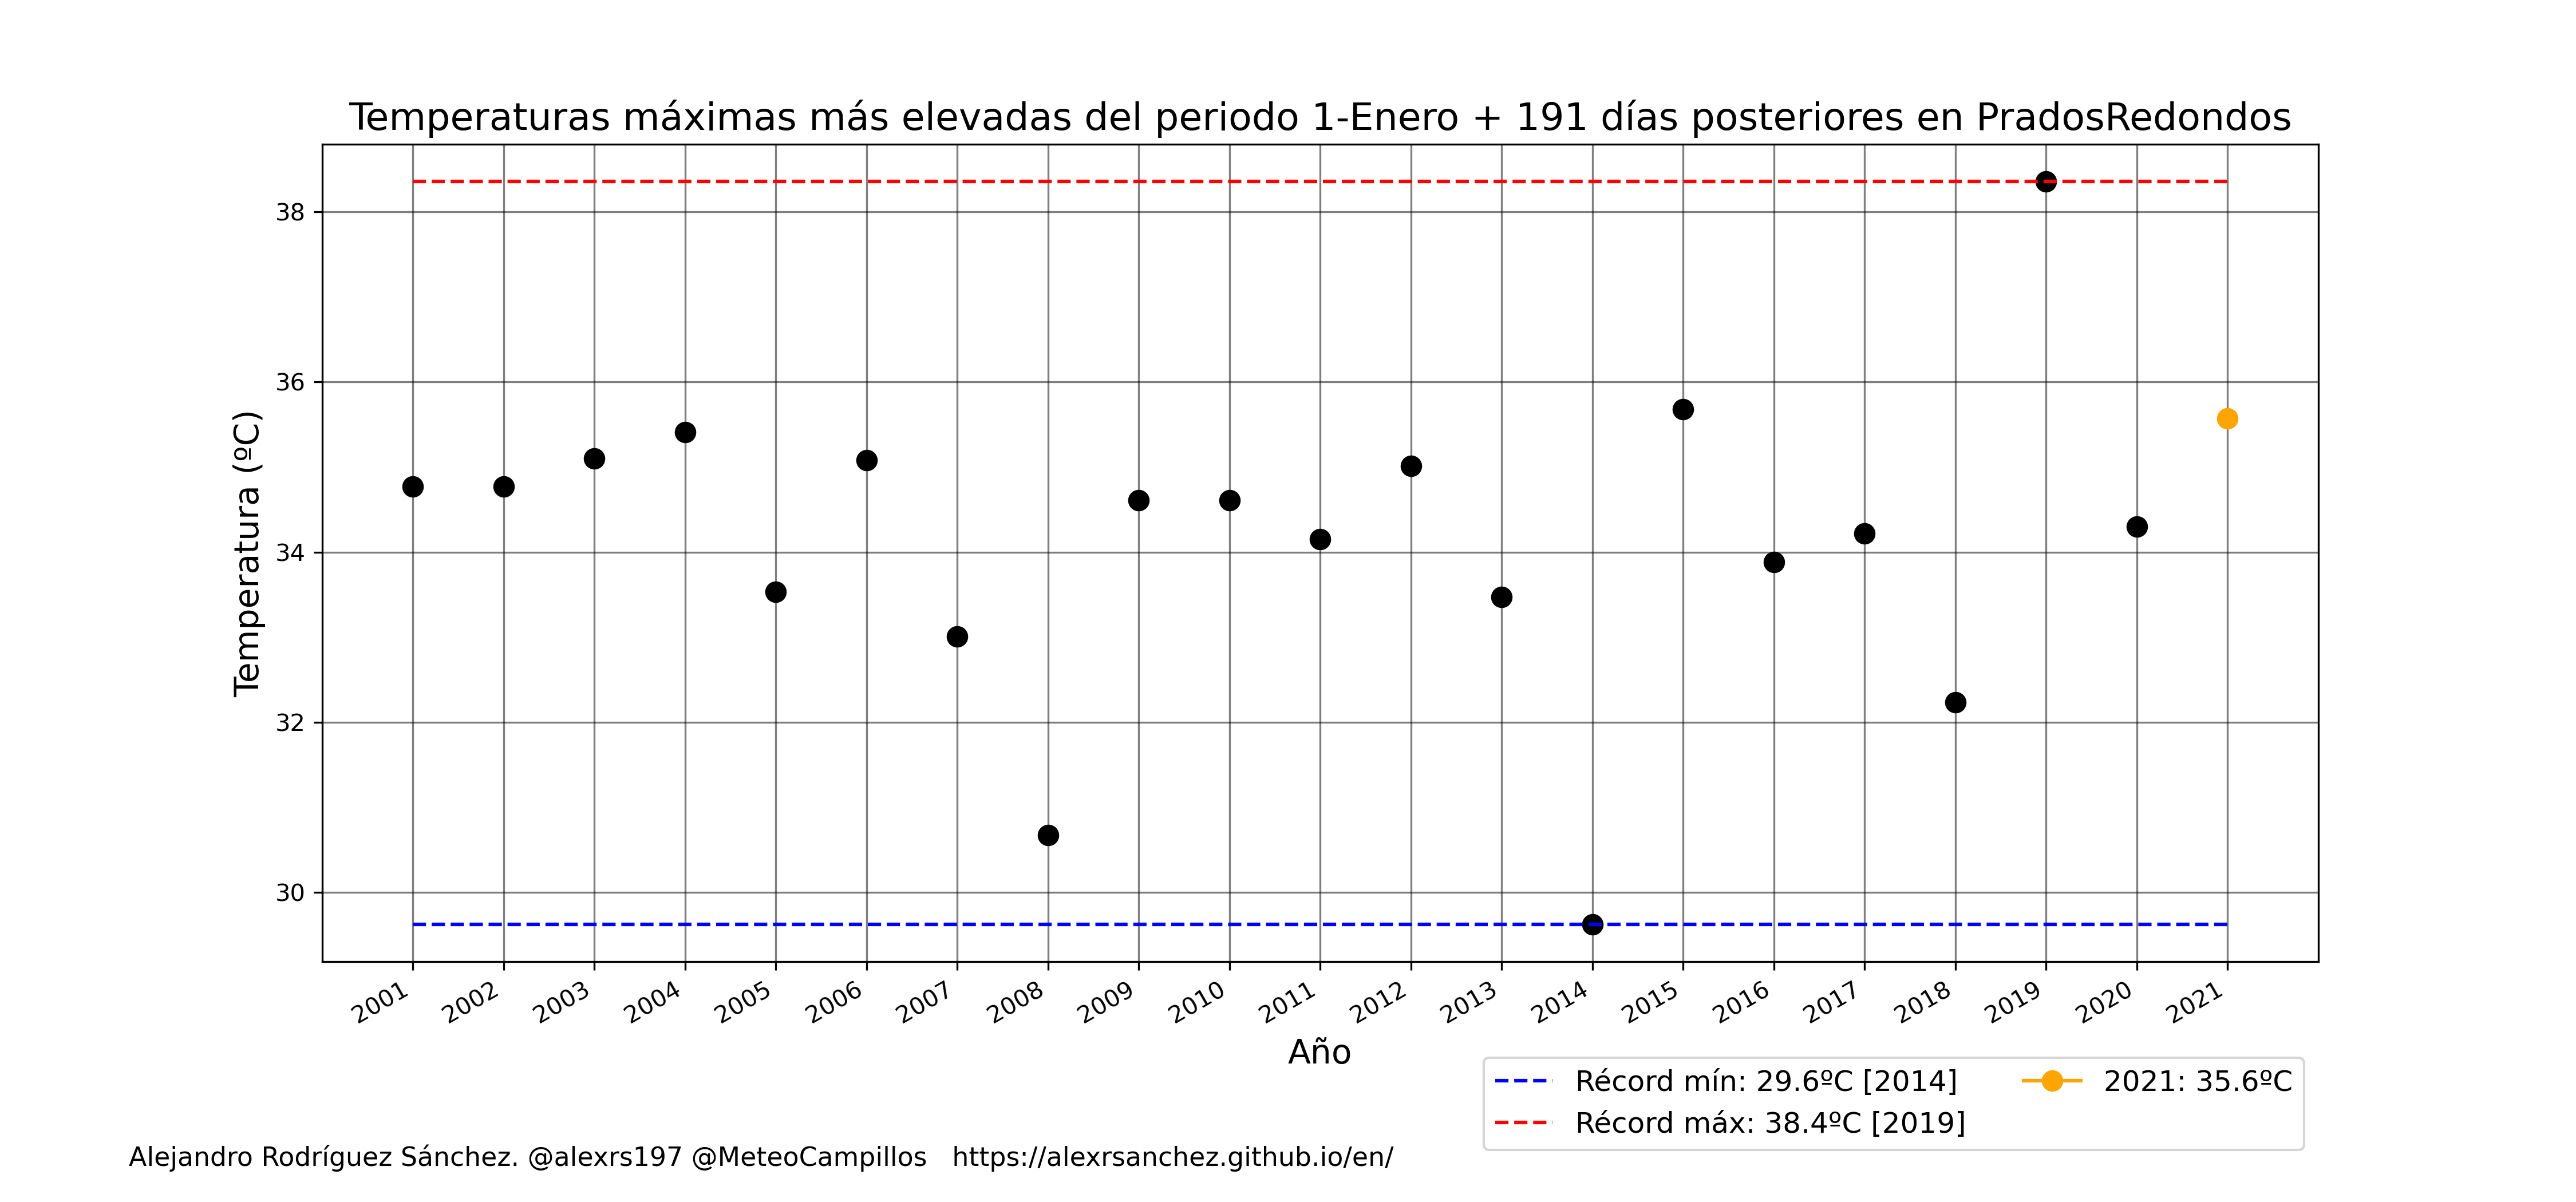 Temperaturas máximas más elevadas del periodo 1-Enero + 191 días posteriores en PradosRedondos
Temperatura (ºC)
38
36
34
32
30
2001 2002 2003 2004 2005 2006 2007 2008 2009 2010 2011 2012 2013 2014 2015 2016 2017 2018 2019 2020 2021
Año
Récord mín: 29.6ºC [2014]
Récord máx: 38.4ºC [2019]
2021: 35.6ºC
Alejandro Rodríguez Sánchez. @alexrs197 @MeteoCampillos https://alexrsanchez.github.io/en/